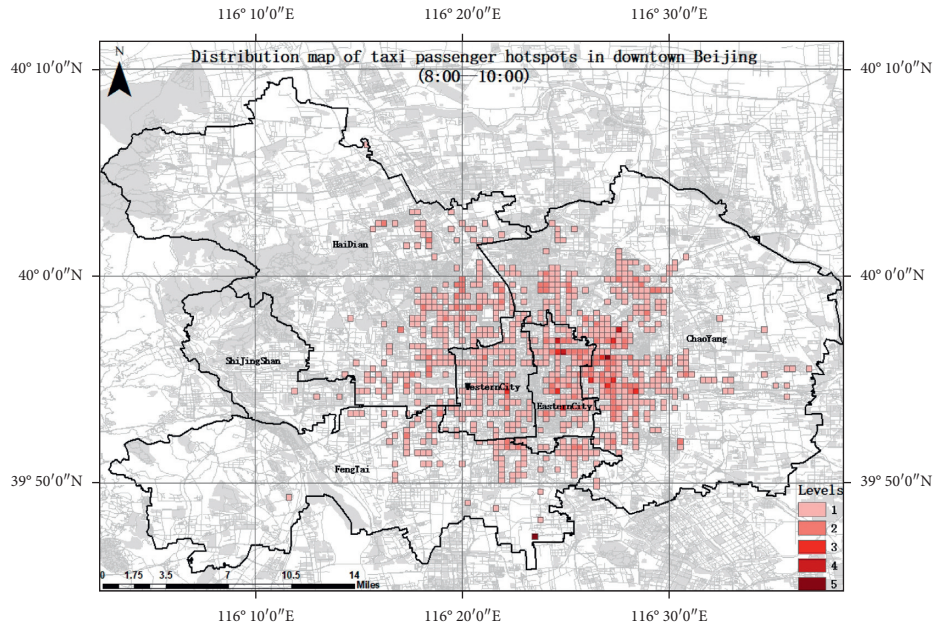 116° 10′0″E 116° 20′0″E 116° 30′0″E
N
Distribution map of taxi passenger hotspots in downtown Beijing
(8:00—10:00)
40° 10′0″N 40° 10′0″N
HaiDian
40° 0′0″N 40° 0′0″N
ChaoYang
ShiJingShan
WesternCity
EasternCity
FengTai
39° 50′0″N 39° 50′0″N
Levels
1
2
3
4
5
0 1.75 3.5 7 10.5 14
Miles
116° 10′0″E 116° 20′0″E 116° 30′0″E